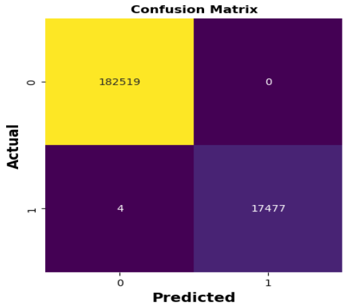 Confusion Matrix
Actual
0
182519
0
1
4
17477
0
1
Predicted